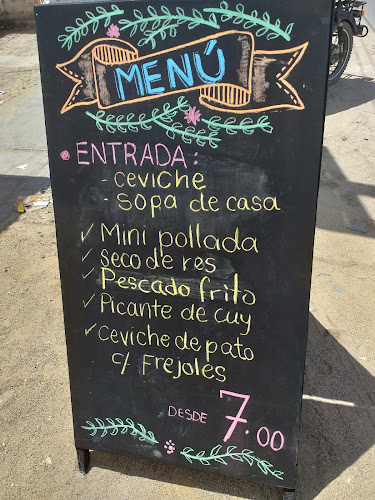 MENÚ
ENTRADA:
- ceviche
- sopa de casa
✓ Mini pollada
✓ Seco de res
✓ Pescado frito
✓ Picante de cuy
✓ Ceviche de pato
c/ Frejoles
DESDE 7.00